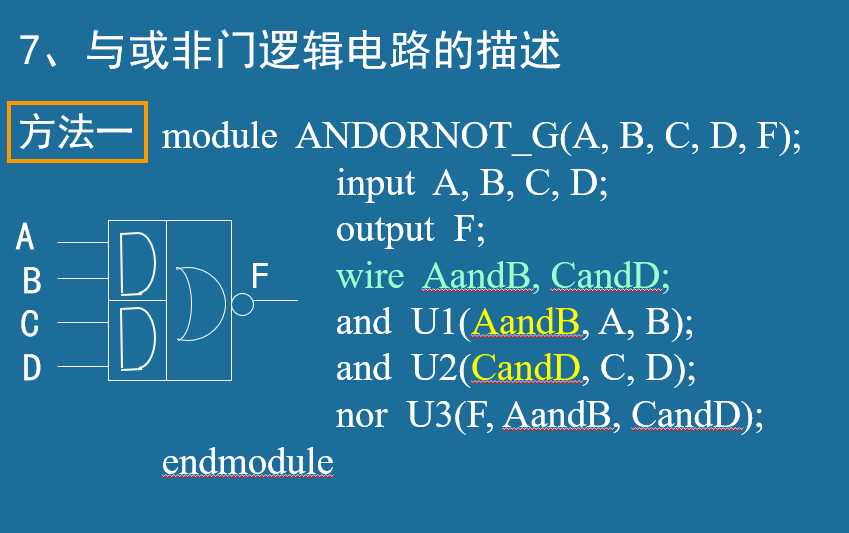 7、与或非门逻辑电路的描述
方法一
module ANDORNOT_G(A, B, C, D, F);
input A, B, C, D;
output F;
wire AandB, CandD;
and U1(AandB, A, B);
and U2(CandD, C, D);
nor U3(F, AandB, CandD);
endmodule
A
B
C
D
F